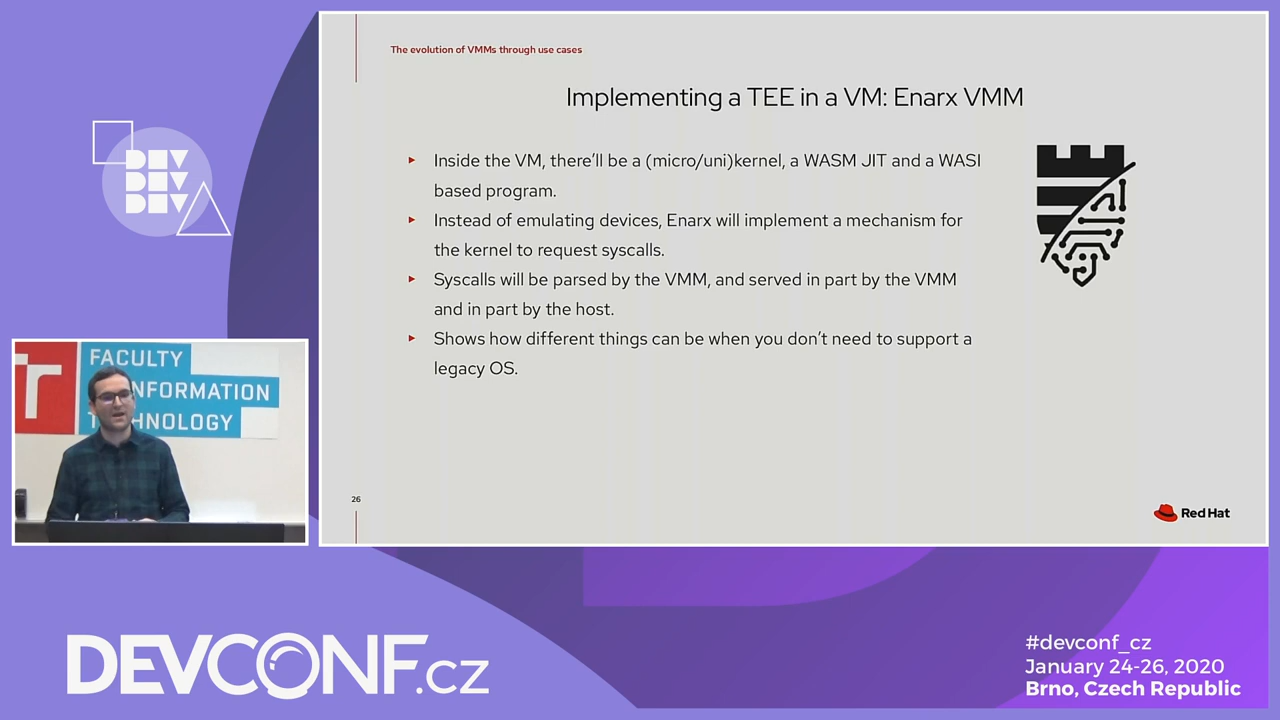 The evolution of VMMs through use cases
Implementing a TEE in a VM: Enarx VMM
▸ Inside the VM, there'll be a (micro/uni)kernel, a WASM JIT and a WASI
based program.
▸ Instead of emulating devices, Enarx will implement a mechanism for
the kernel to request syscalls.
▸ Syscalls will be parsed by the VMM, and served in part by the VMM
and in part by the host.
▸ Shows how different things can be when you don't need to support a
legacy OS.
26
Red Hat
DEV
DEV
DEV
FACULTY
INFORMATION
TECHNOLOGY
DEVCONF.cz
#devconf_cz
January 24-26, 2020
Brno, Czech Republic